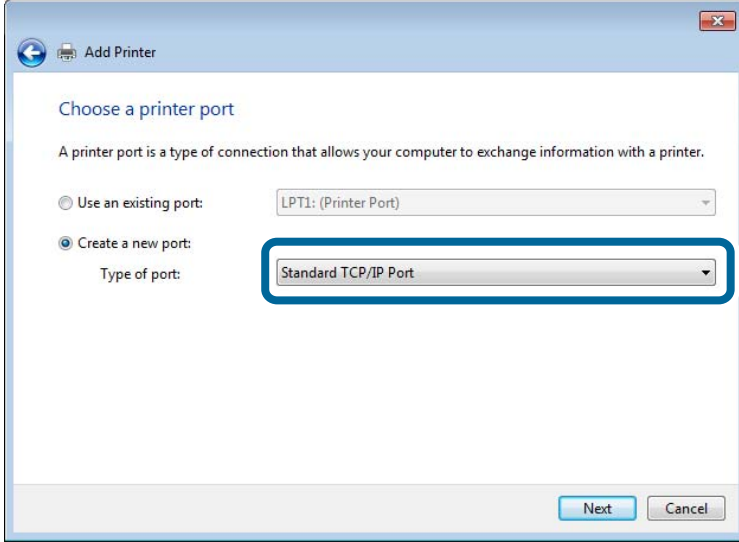 Add Printer
Choose a printer port
A printer port is a type of connection that allows your computer to exchange information with a printer.
Use an existing port: LPT1: (Printer Port)
Create a new port:
Type of port: Standard TCP/IP Port
Next Cancel